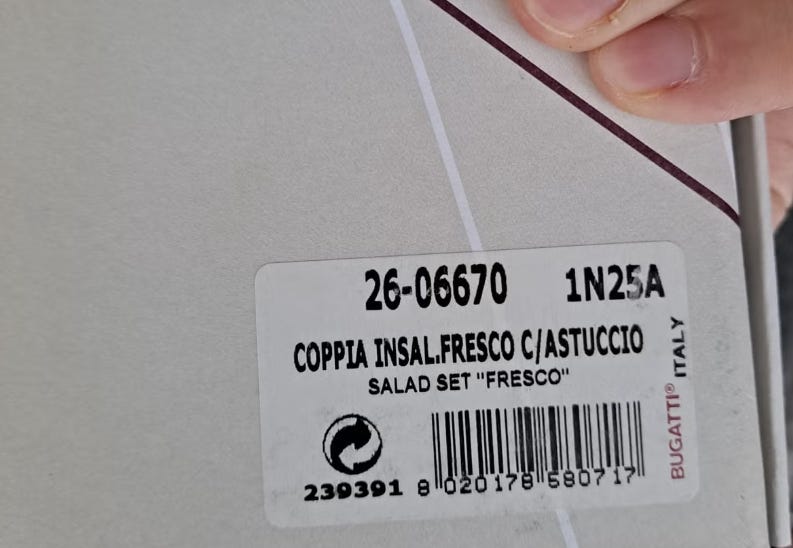 26-06670 1N25A
COPPIA INSAL.FRESCO C/ASTUCCIO
SALAD SET "FRESCO"
239391
8 020178 680717
BUGATTI® ITALY